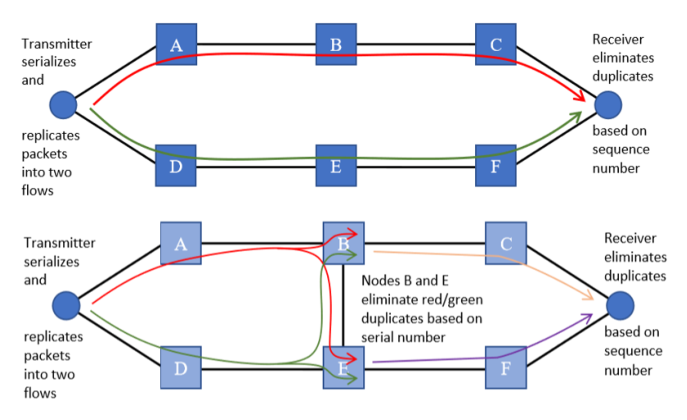 Transmitter
serializes
and
replicates
packets
into two
flows
A
B
C
D
E
F
Receiver
eliminates
duplicates
based on
sequence
number
Transmitter
serializes
and
replicates
packets
into two
flows
A
B
C
Nodes B and E
eliminate red/green
duplicates based on
serial number
D
E
F
Receiver
eliminates
duplicates
based on
sequence
number